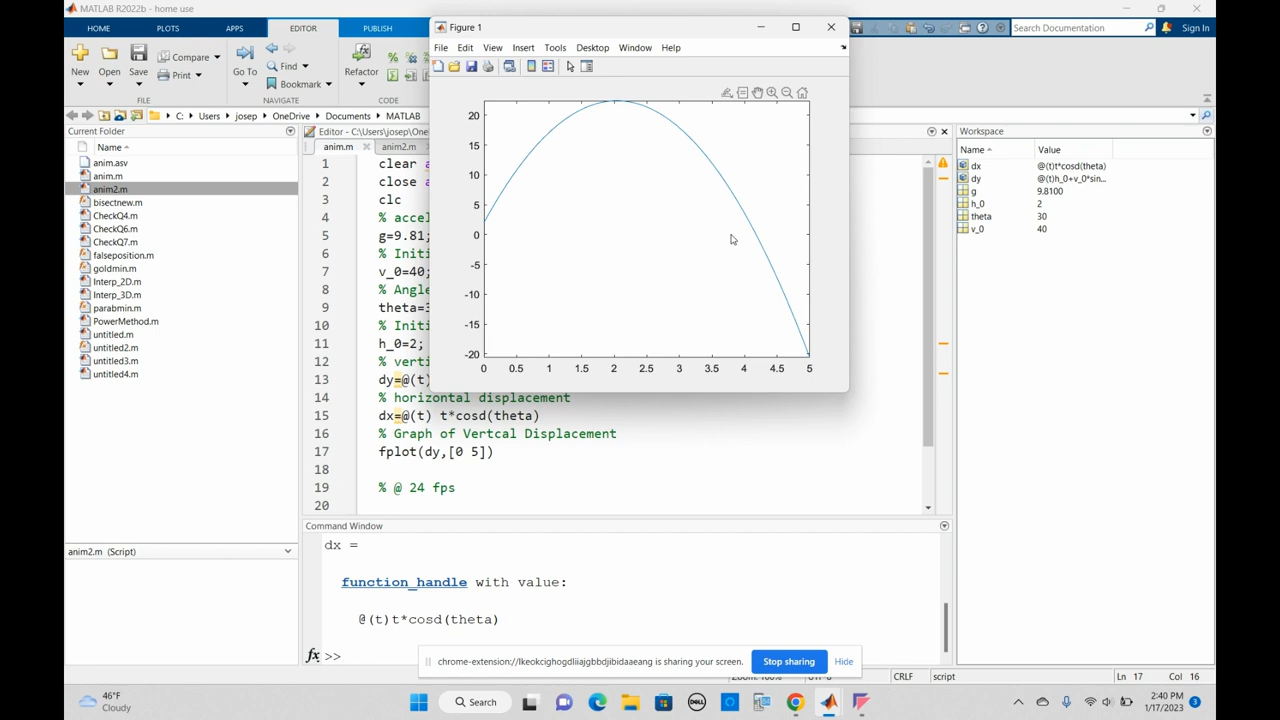 MATLAB R2022b - home use
HOME PLOTS APPS EDITOR PUBLISH
Search Documentation Sign In
New Open Save Compare Print
Go To Find Bookmark Refactor
FILE NAVIGATE CODE
C: Users josep OneDrive Documents MATLAB
Current Folder
Name
anim.asv
anim.m
anim2.m
bisectnew.m
CheckQ4.m
CheckQ6.m
CheckQ7.m
falseposition.m
goldmin.m
Interp_2D.m
Interp_3D.m
parabmin.m
PowerMethod.m
untitled.m
untitled2.m
untitled3.m
untitled4.m
anim2.m (Script)
Editor - C:\Users\josep\One
anim.m anim2.m
1 clear a
2 close a
3 clc
4 % accel
5 g=9.81;
6 % Initi
7 v_0=40;
8 % Angle
9 theta=3
10 % Initi
11 h_0=2;
12 % verti
13 dy=@(t)
14 % horizontal displacement
15 dx=@(t) t*cosd(theta)
16 % Graph of Vertcal Displacement
17 fplot(dy,[0 5])
18
19 % @ 24 fps
20
Figure 1
File Edit View Insert Tools Desktop Window Help
20
15
10
5
0
-5
-10
-15
-20
0 0.5 1 1.5 2 2.5 3 3.5 4 4.5 5
Command Window
dx =
function_handle with value:
@(t)t*cosd(theta)
fx >>
Workspace
Name Value
dx @(t)t*cosd(theta)
dy @(t)h_0+v_0*sin...
g 9.8100
h_0 2
theta 30
v_0 40
chrome-extension://lkeokcighogdliiajgbbdjibidaaeang is sharing your screen. Stop sharing Hide
CRLF script Ln 17 Col 16
46°F
Cloudy
Search
DELL
2:40 PM
1/17/2023
3